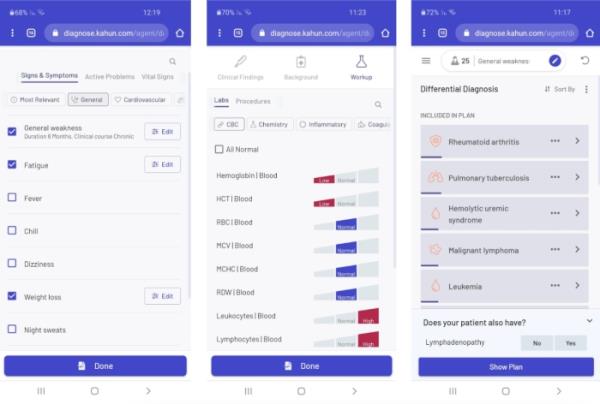 68% 12:19
diagnose.kahun.com/agent/d
Signs & Symptoms Active Problems Vital Signs
Most Relevant General Cardiovascular
General weakness
Duration 6 Months, Clinical course Chronic
Edit
Fatigue
Edit
Fever
Chill
Dizziness
Weight loss
Edit
Night sweats
Done
70% 11:23
diagnose.kahun.com/agent/d
Clinical Findings Background Workup
Labs Procedures
CBC Chemistry Inflammatory Coagul
All Normal
Hemoglobin | Blood Low Normal
HCT | Blood Low Normal
RBC | Blood Normal
MCV | Blood Normal
MCHC | Blood Normal
RDW | Blood Normal
Leukocytes | Blood Normal High
Lymphocytes | Blood Normal High
Done
72% 11:17
diagnose.kahun.com/agent/d
25 General weaknes
Differential Diagnosis Sort By
INCLUDED IN PLAN
Rheumatoid arthritis
Pulmonary tuberculosis
Hemolytic uremic
syndrome
Malignant lymphoma
Leukemia
Does your patient also have?
Lymphadenopathy No Yes
Show Plan